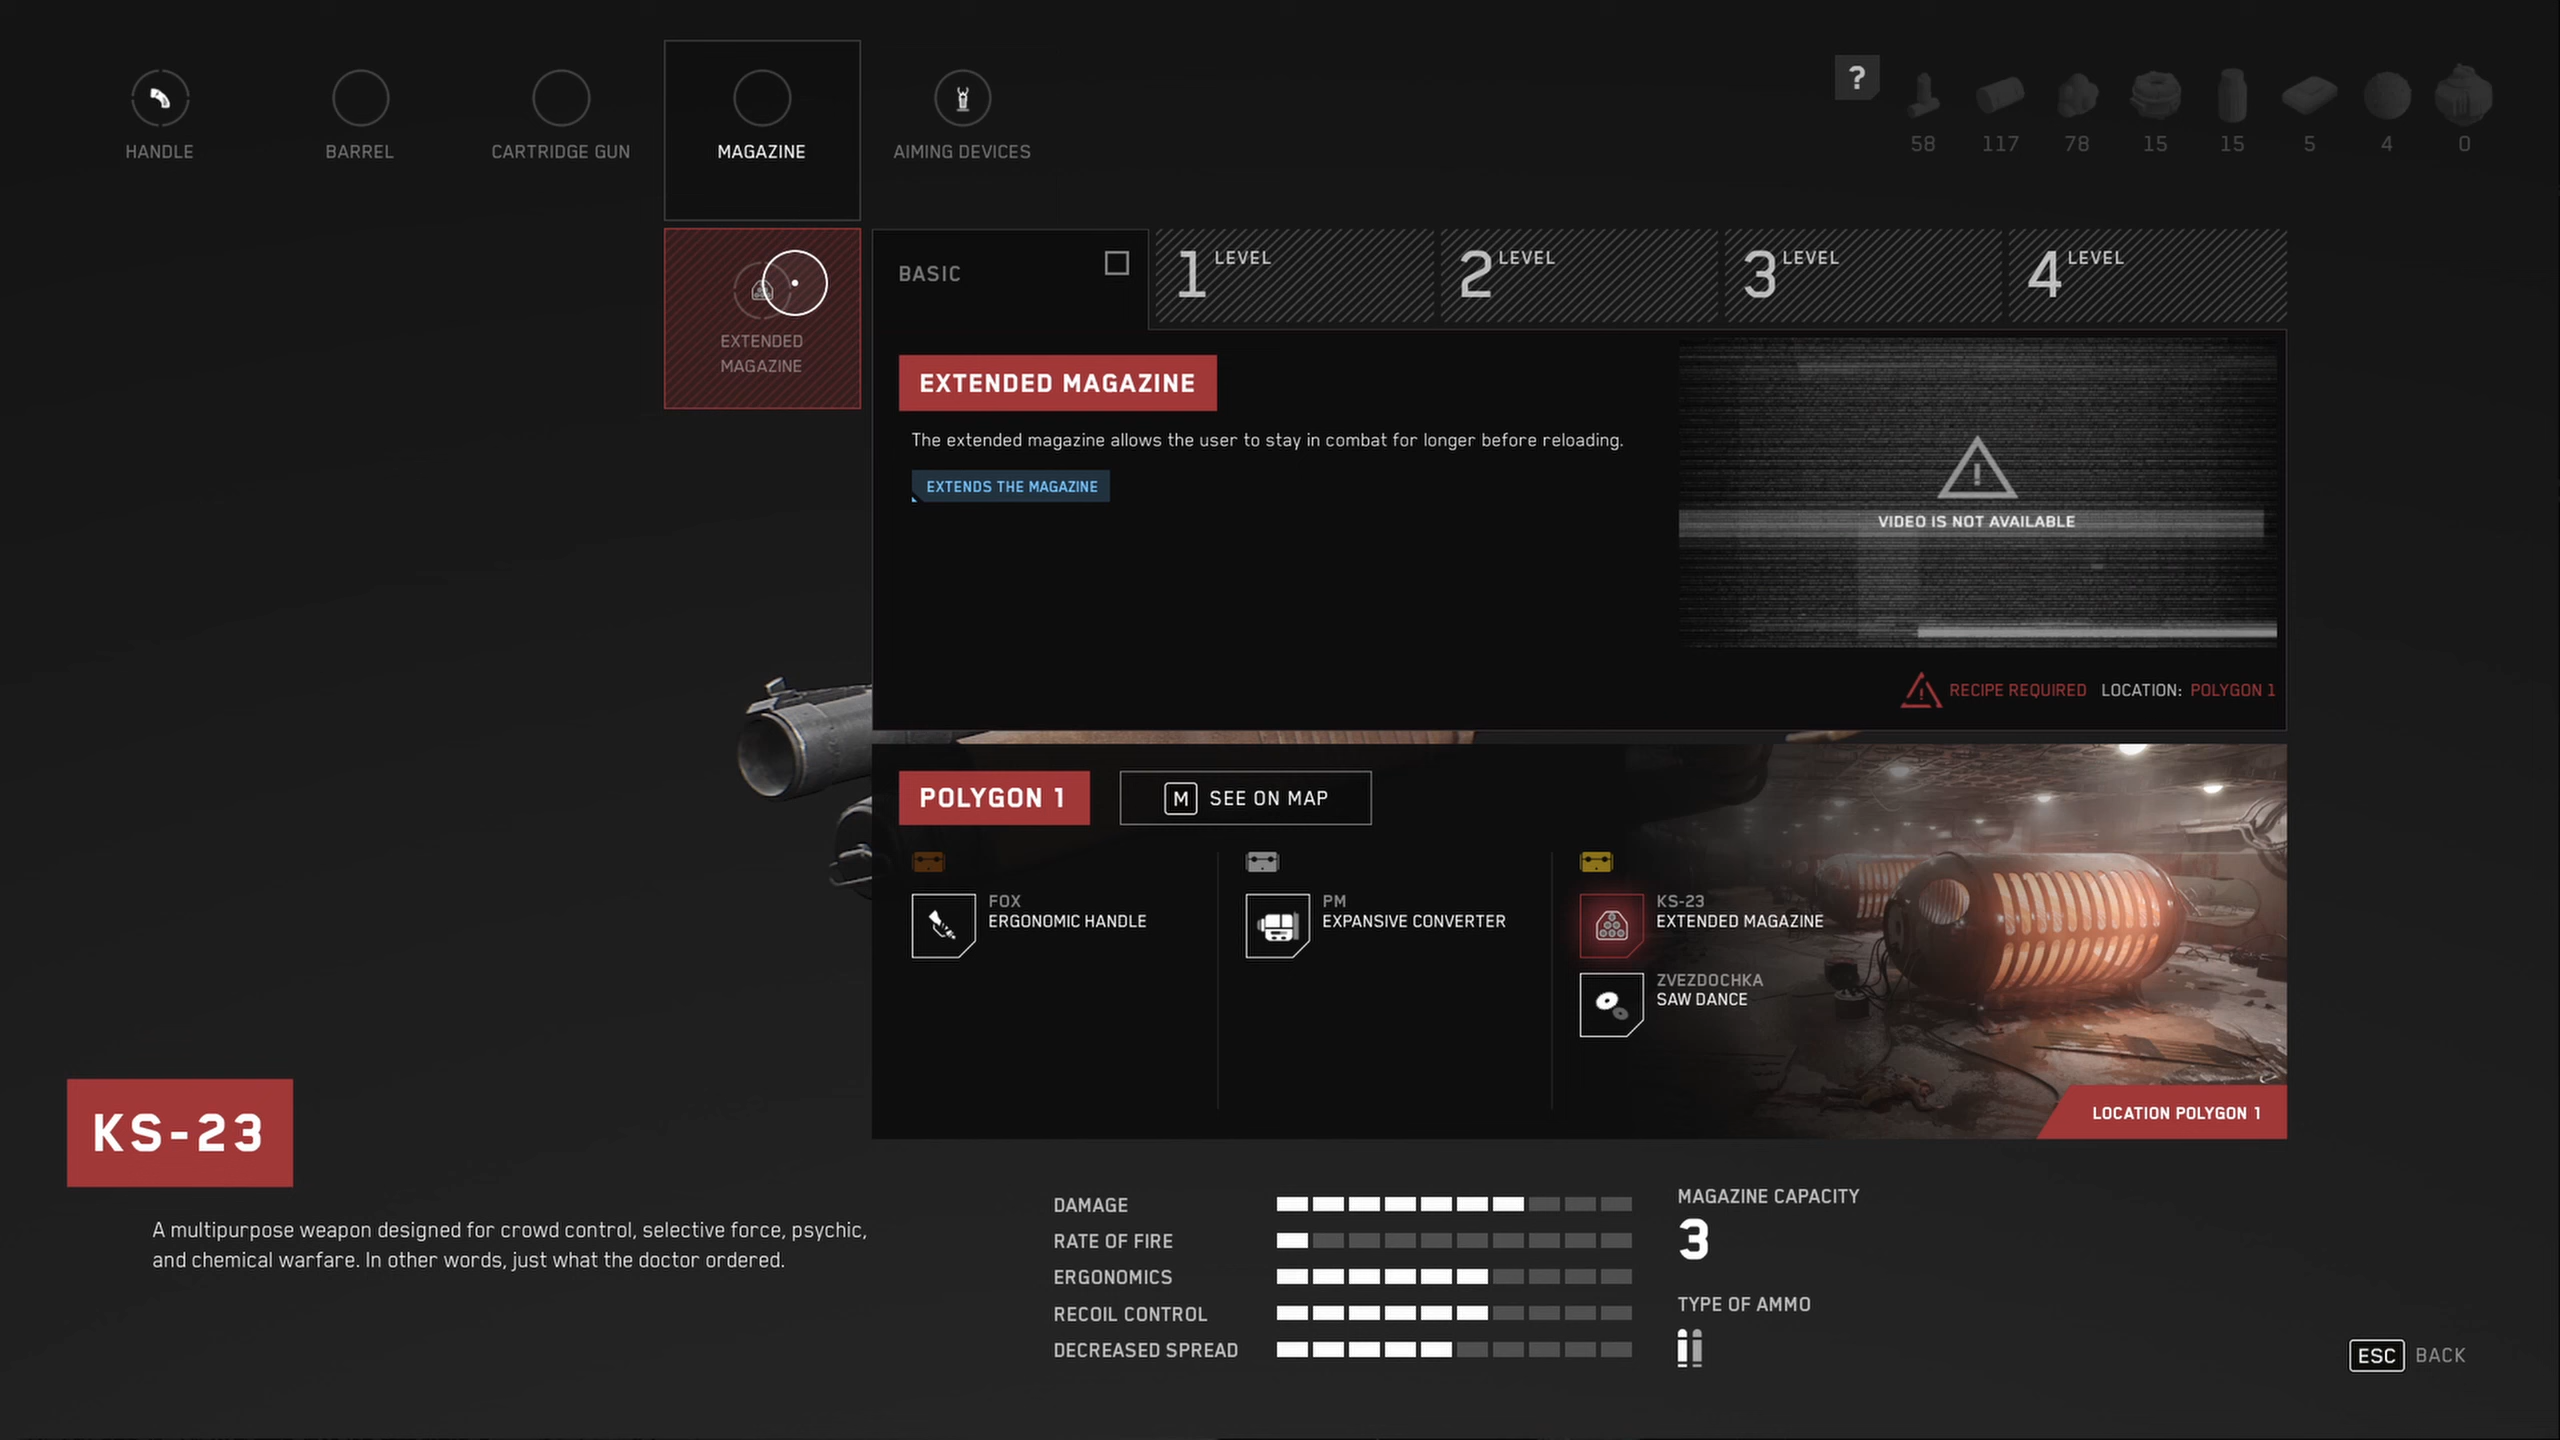 HANDLE
BARREL
CARTRIDGE GUN
MAGAZINE
AIMING DEVICES
?
58
117
78
15
15
5
4
0
EXTENDED
MAGAZINE
BASIC
1 LEVEL
2 LEVEL
3 LEVEL
4 LEVEL
EXTENDED MAGAZINE
The extended magazine allows the user to stay in combat for longer before reloading.
EXTENDS THE MAGAZINE
VIDEO IS NOT AVAILABLE
RECIPE REQUIRED LOCATION: POLYGON 1
POLYGON 1
M SEE ON MAP
FOX
ERGONOMIC HANDLE
PM
EXPANSIVE CONVERTER
KS-23
EXTENDED MAGAZINE
ZVEZDOCHKA
SAW DANCE
LOCATION POLYGON 1
KS-23
A multipurpose weapon designed for crowd control, selective force, psychic,
and chemical warfare. In other words, just what the doctor ordered.
DAMAGE
RATE OF FIRE
ERGONOMICS
RECOIL CONTROL
DECREASED SPREAD
MAGAZINE CAPACITY
3
TYPE OF AMMO
ESC BACK